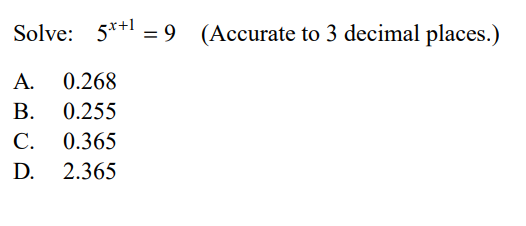 Solve: 5^{x+1} = 9 (Accurate to 3 decimal places.)
A. 0.268
B. 0.255
C. 0.365
D. 2.365